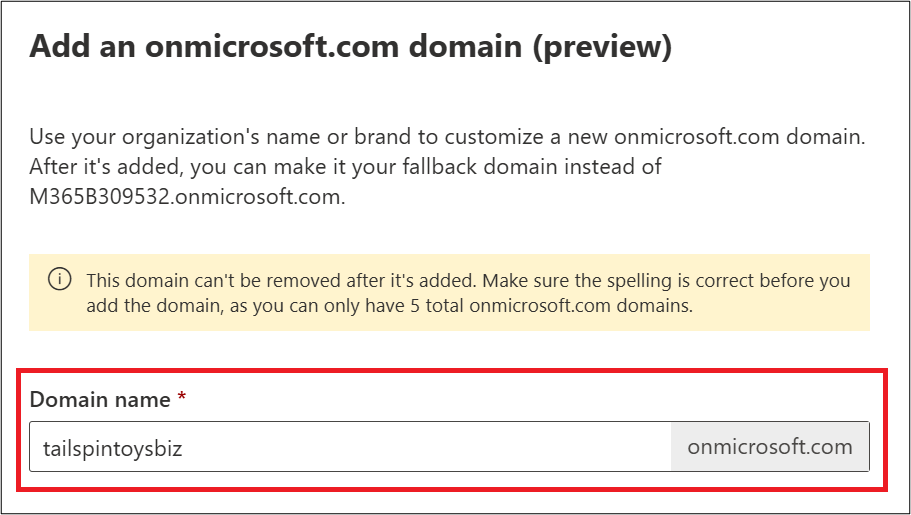 Add an onmicrosoft.com domain (preview)
Use your organization's name or brand to customize a new onmicrosoft.com domain.
After it's added, you can make it your fallback domain instead of
M365B309532.onmicrosoft.com.
This domain can't be removed after it's added. Make sure the spelling is correct before you
add the domain, as you can only have 5 total onmicrosoft.com domains.
Domain name *
tailspintoysbiz onmicrosoft.com